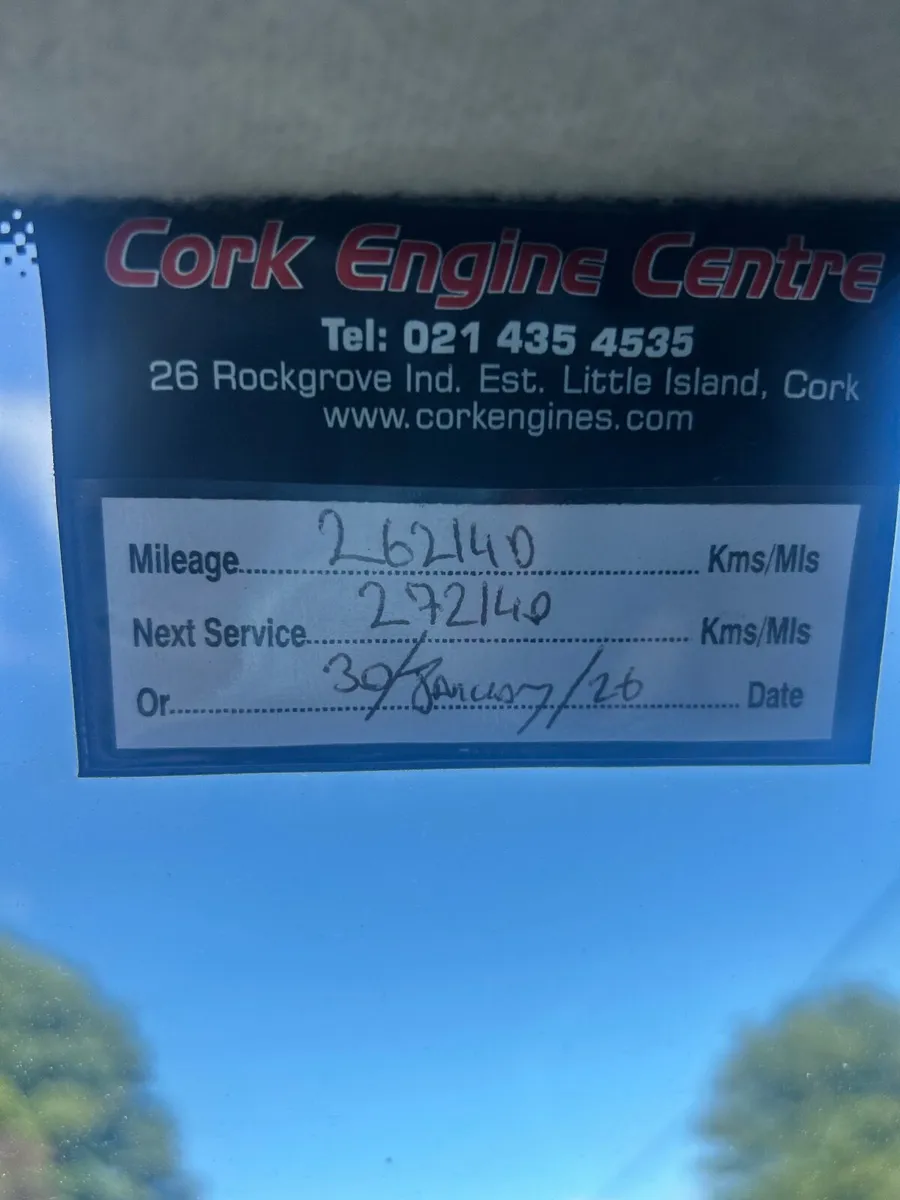 Cork Engine Centre
Tel: 021 435 4535
26 Rockgrove Ind. Est. Little Island, Cork
www.corkengines.com
Mileage 262140 Kms/Mls
Next Service 272140 Kms/Mls
Or 30/January/26 Date